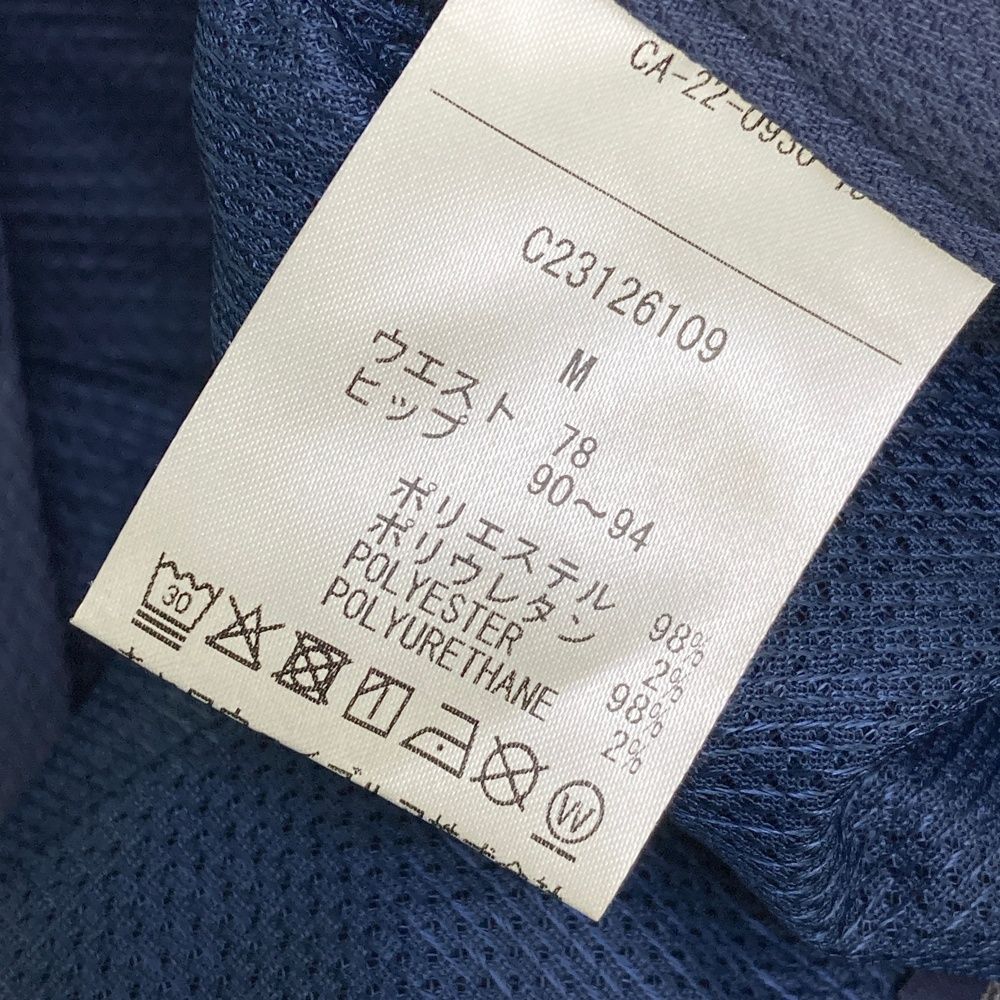 CA-22-0930
C23126109
M
ウエスト 78
ヒップ 90～94
ポリエステル 98%
ポリウレタン 2%
POLYESTER 98%
POLYURETHANE 2%
30
W